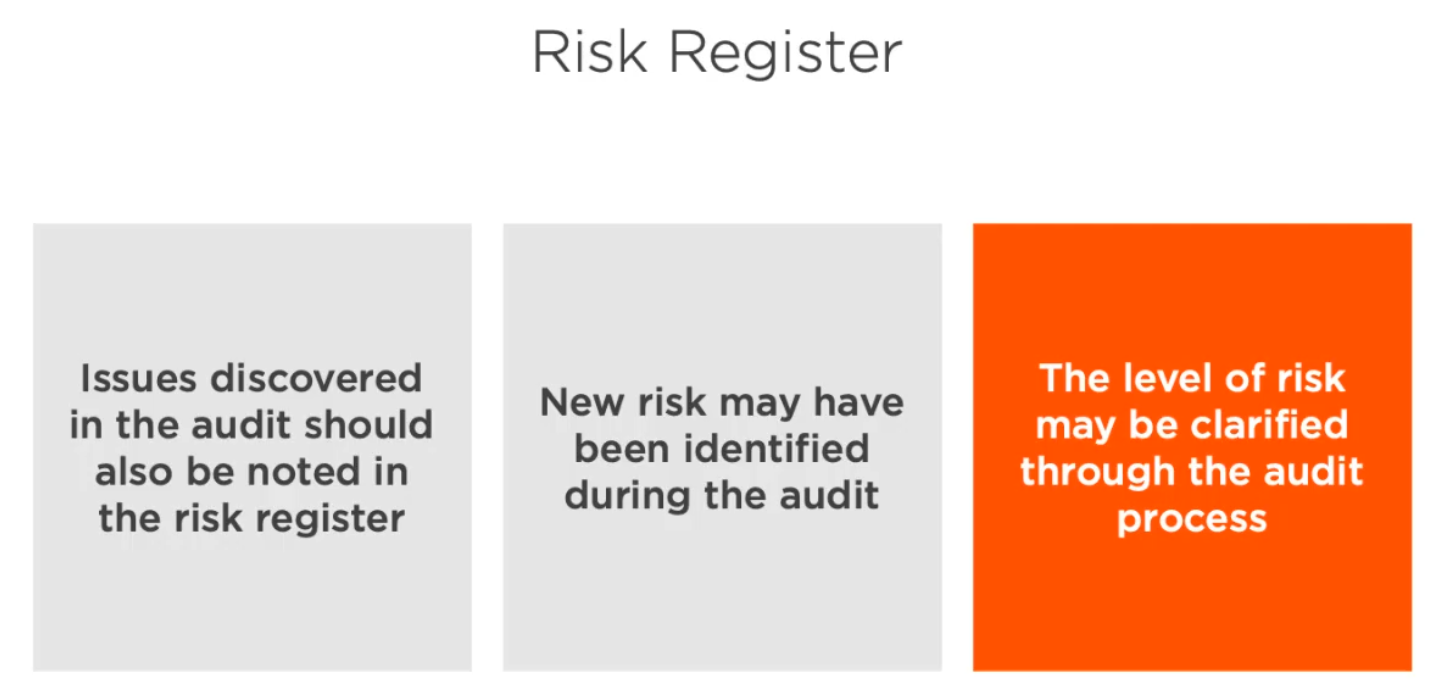 Risk Register
Issues discovered
in the audit should
also be noted in
the risk register
New risk may have
been identified
during the audit
The level of risk
may be clarified
through the audit
process